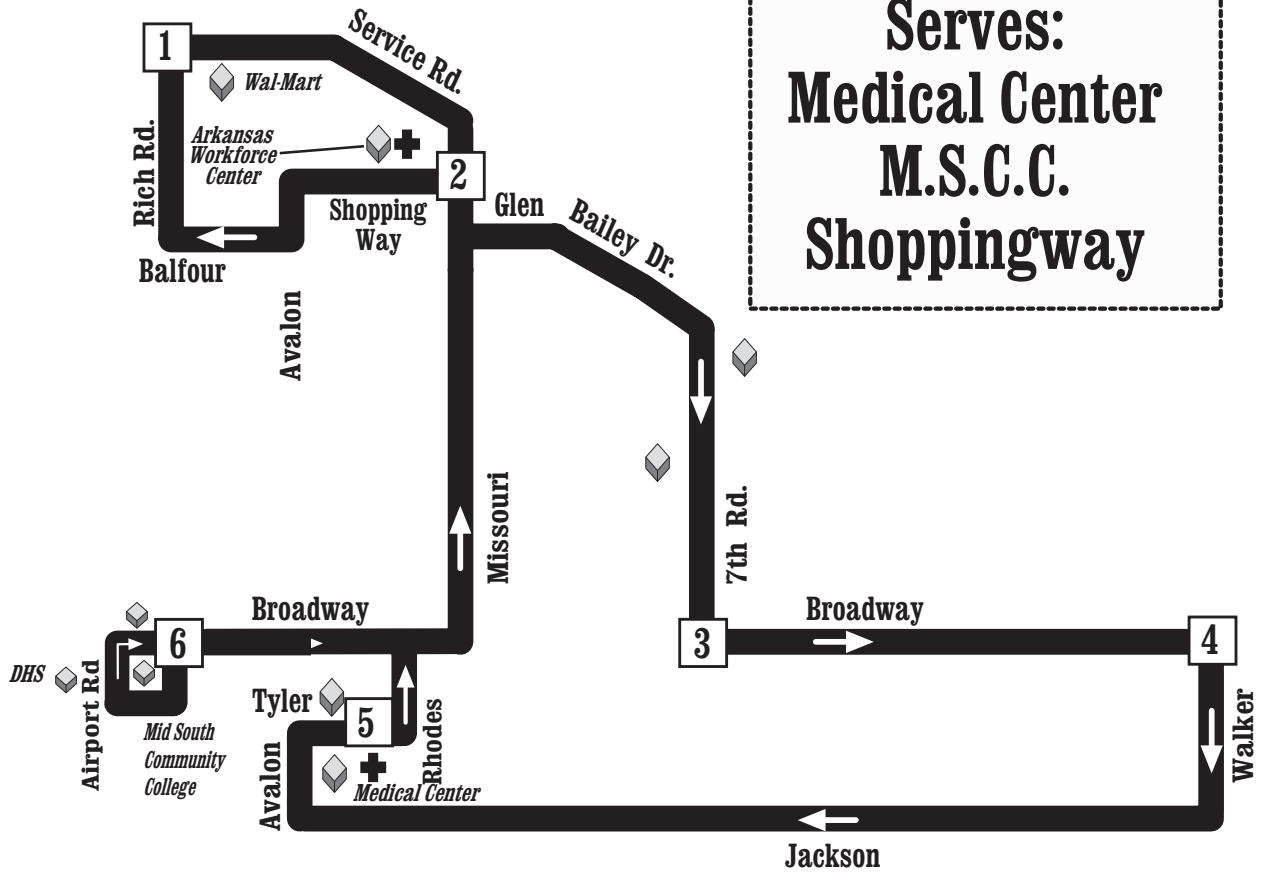 Serves:
Medical Center
M.S.C.C.
Shoppingway
1
Service Rd.
Wal-Mart
Arkansas
Workforce
Center
Rich Rd.
2
Shopping
Way
Glen
Bailey Dr.
Balfour
Avalon
Missouri
7th Rd.
Broadway
Broadway
6
3
4
DHS
Airport Rd
Tyler
5
Rhodes
Walker
Mid South
Community
College
Avalon
Medical Center
Jackson